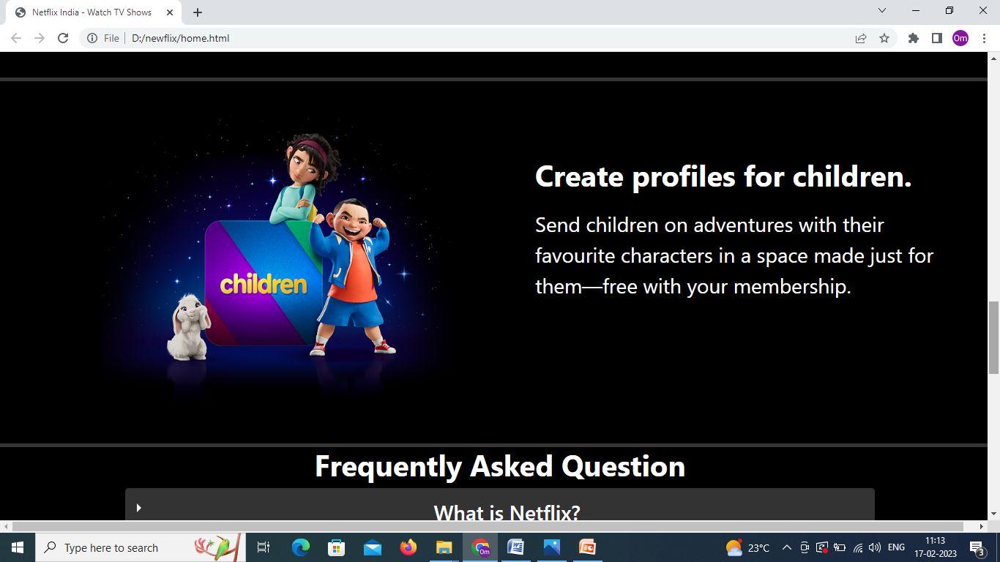 Netflix India - Watch TV Shows
File
D:/newflix/home.html
Om
Create profiles for children.
Send children on adventures with their
favourite characters in a space made just for
them—free with your membership.
children
Frequently Asked Question
What is Netflix?
Type here to search
Om
23°C
ENG
11:13
17-02-2023
3